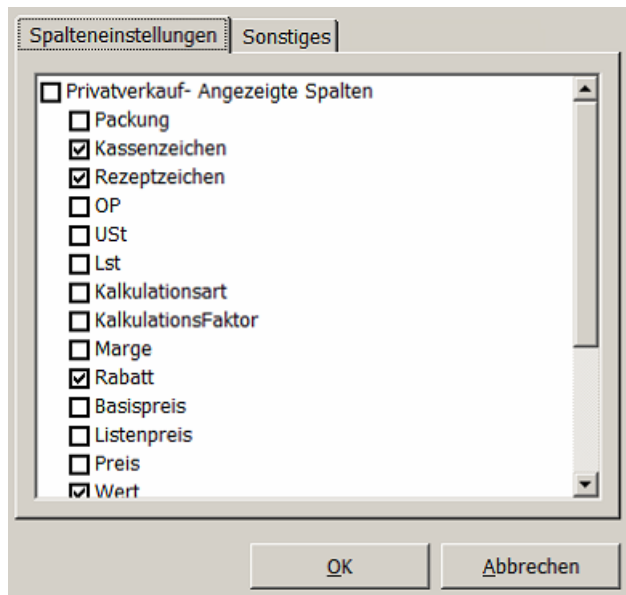 Spalteneinstellungen Sonstiges
Privatverkauf- Angezeigte Spalten
Packung
Kassenzeichen
Rezeptzeichen
OP
USt
Lst
Kalkulationsart
KalkulationsFaktor
Marge
Rabatt
Basispreis
Listenpreis
Preis
Wert
OK Abbrechen